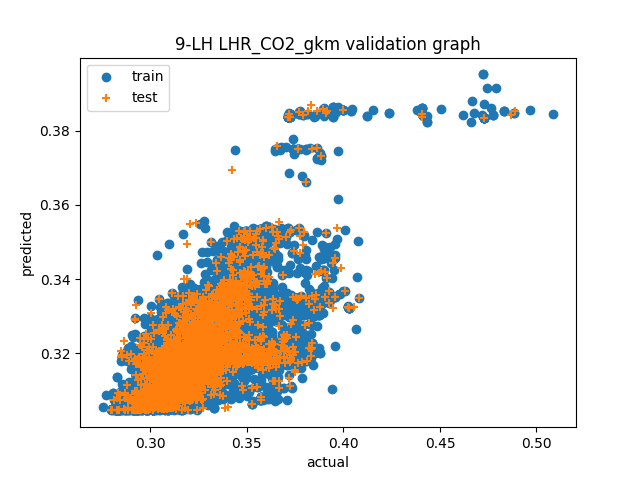 9-LH LHR_CO2_gkm validation graph
train
test
predicted
0.38
0.36
0.34
0.32
0.30
0.35
0.40
0.45
0.50
actual